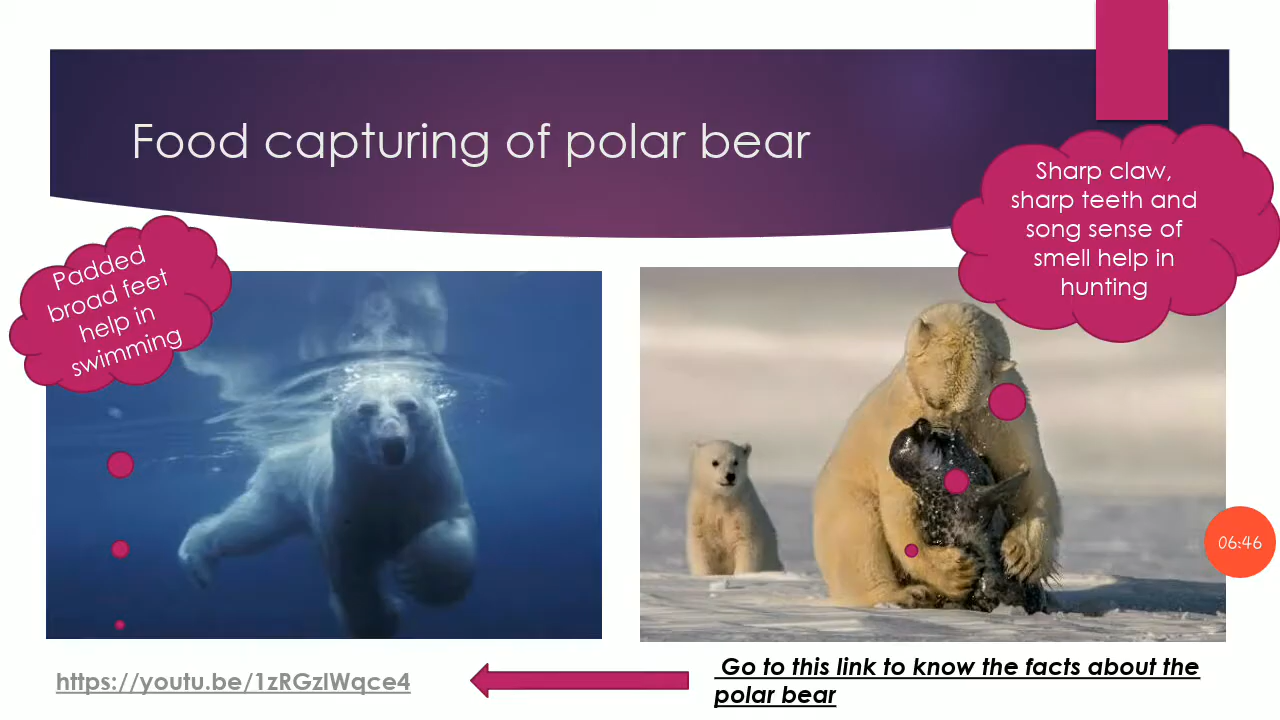 Food capturing of polar bear
Sharp claw,
sharp teeth and
song sense of
smell help in
hunting
Padded
broad feet
help in
swimming
06:46
https://youtu.be/1zRGzlWqce4
Go to this link to know the facts about the
polar bear